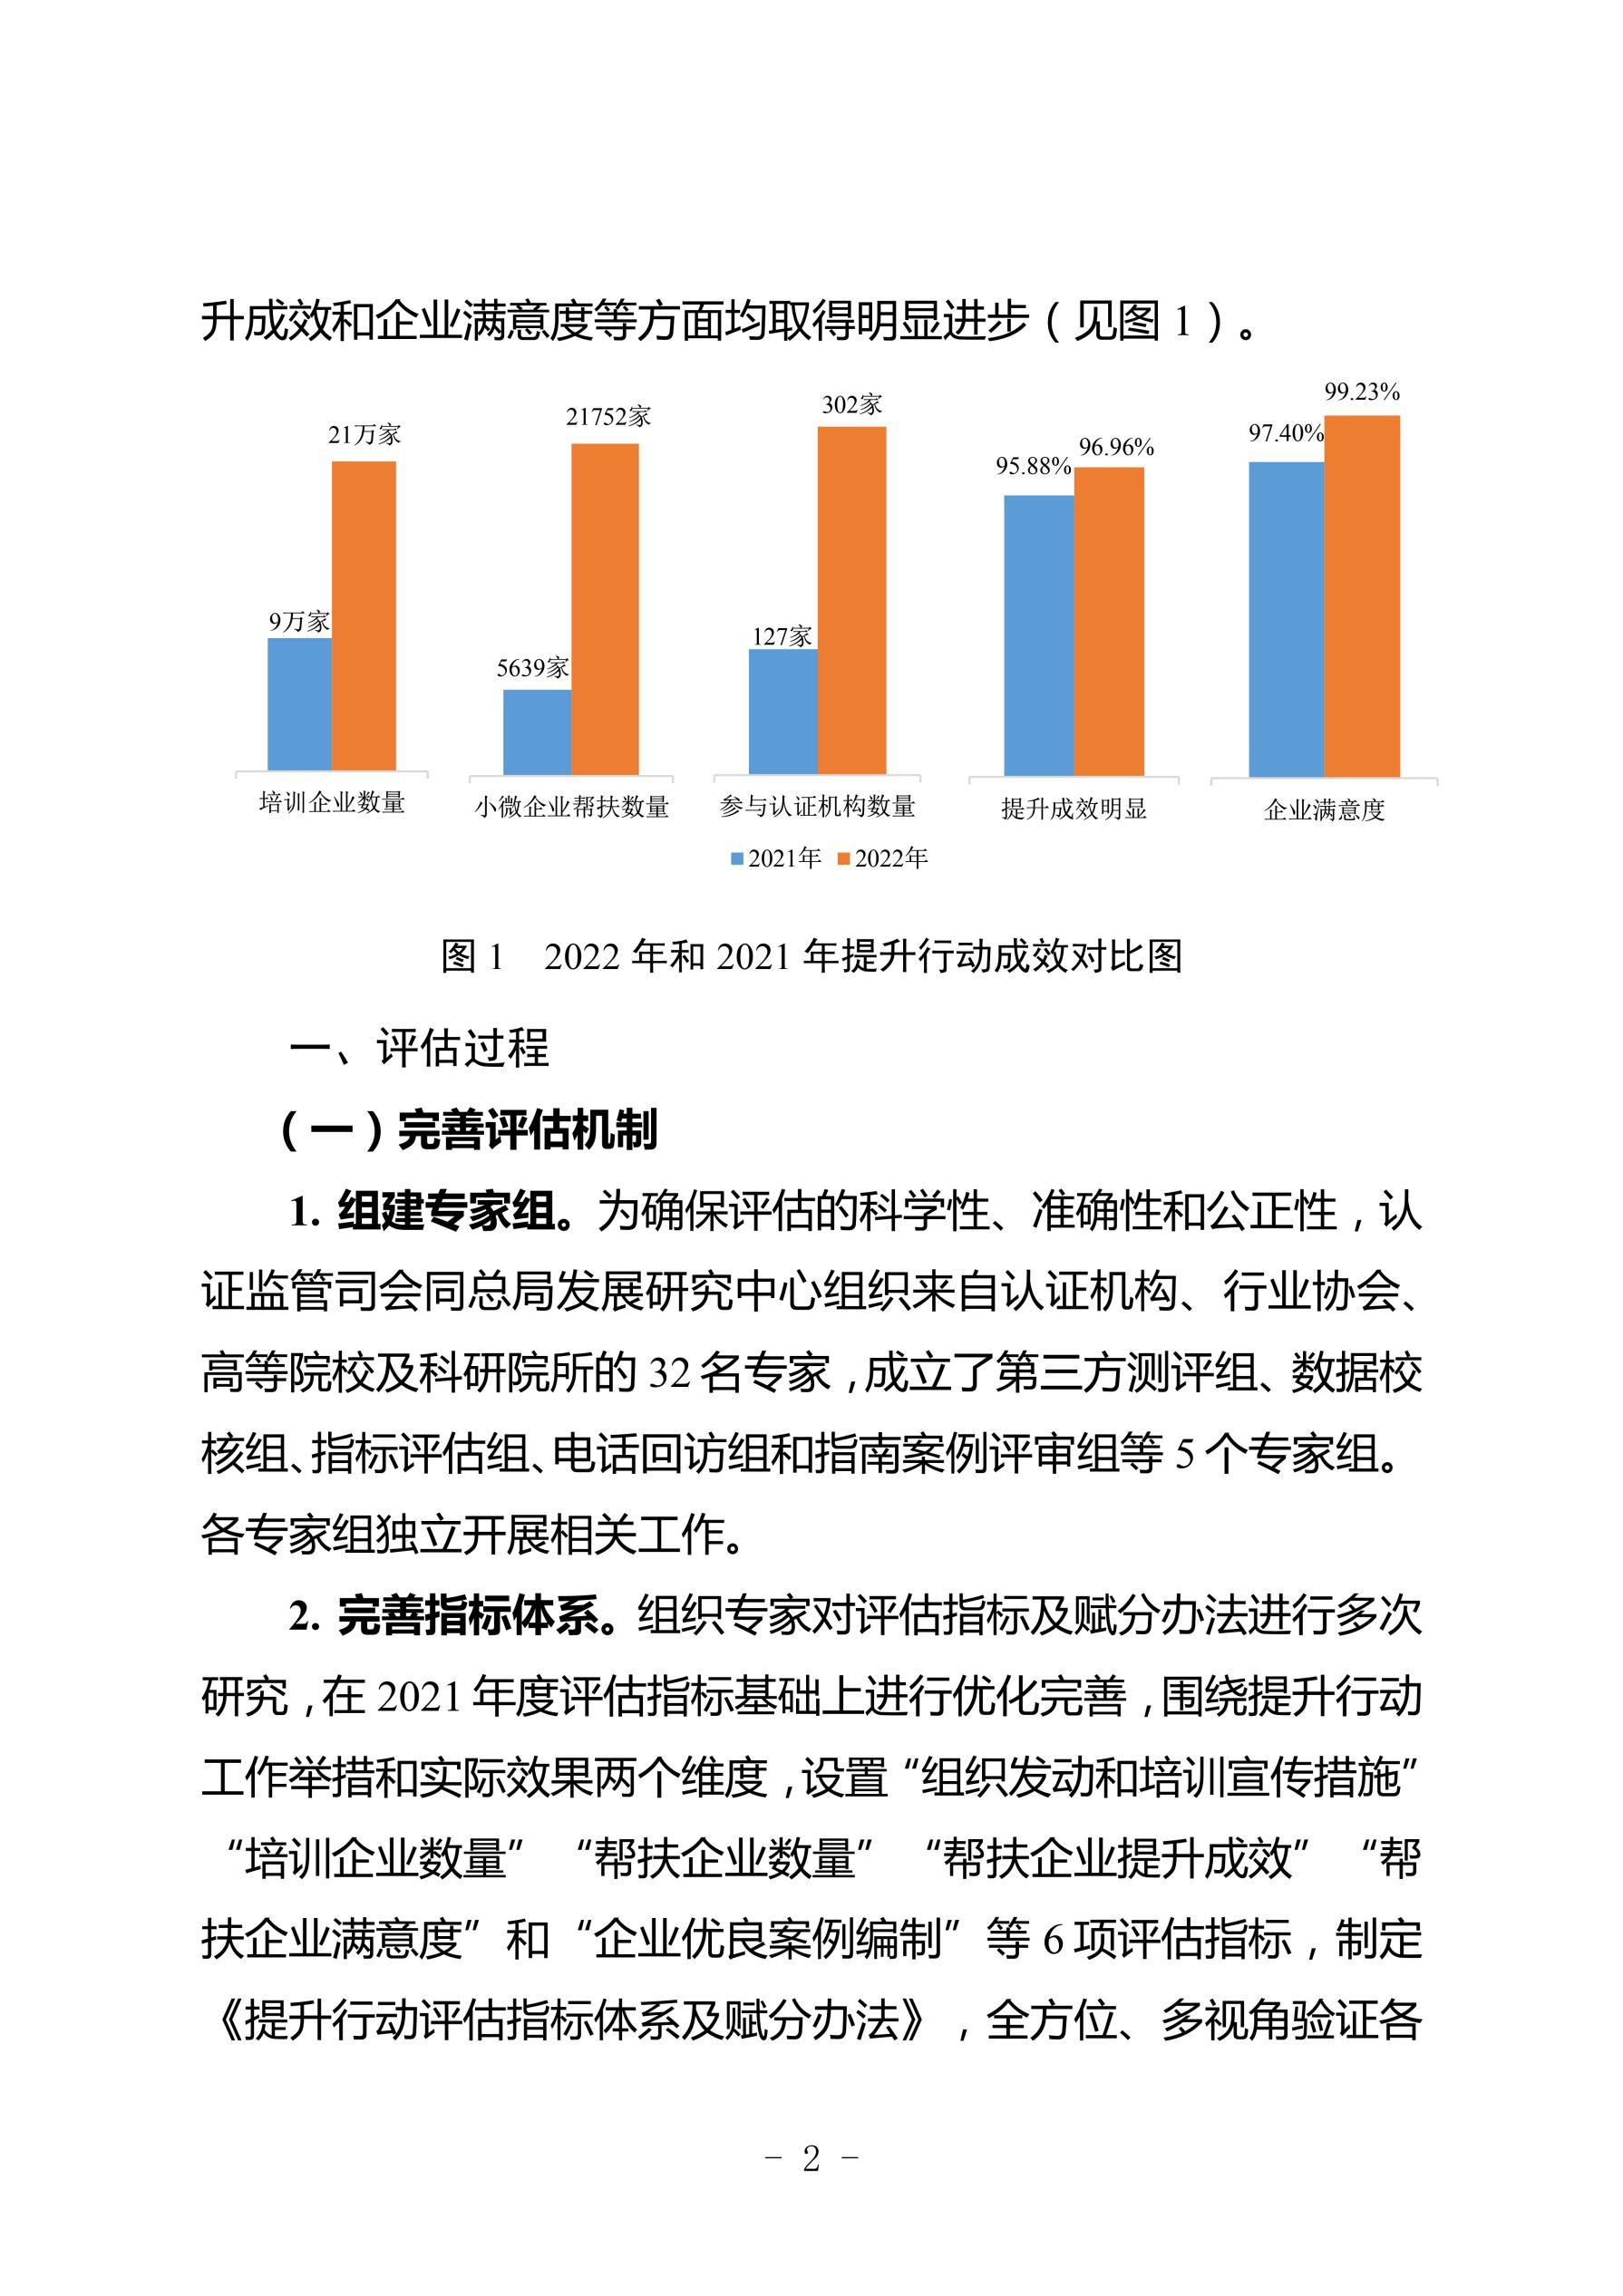 升成效和企业满意度等方面均取得明显进步（见图 1）。
21万家
9万家
培训企业数量
21752家
5639家
小微企业帮扶数量
302家
127家
参与认证机构数量
95.88%
96.96%
提升成效明显
97.40%
99.23%
企业满意度
2021年 2022年
图 1 2022 年和 2021 年提升行动成效对比图
一、评估过程
（一）完善评估机制
1. 组建专家组。为确保评估的科学性、准确性和公正性，认
证监管司会同总局发展研究中心组织来自认证机构、行业协会、
高等院校及科研院所的 32 名专家，成立了第三方测评组、数据校
核组、指标评估组、电话回访组和指南案例评审组等 5 个专家组。
各专家组独立开展相关工作。
2. 完善指标体系。组织专家对评估指标及赋分办法进行多次
研究，在 2021 年度评估指标基础上进行优化完善，围绕提升行动
工作举措和实际效果两个维度，设置“组织发动和培训宣传措施”
“培训企业数量”“帮扶企业数量”“帮扶企业提升成效”“帮
扶企业满意度”和“企业优良案例编制”等 6 项评估指标，制定
《提升行动评估指标体系及赋分办法》，全方位、多视角验证各
- 2 -